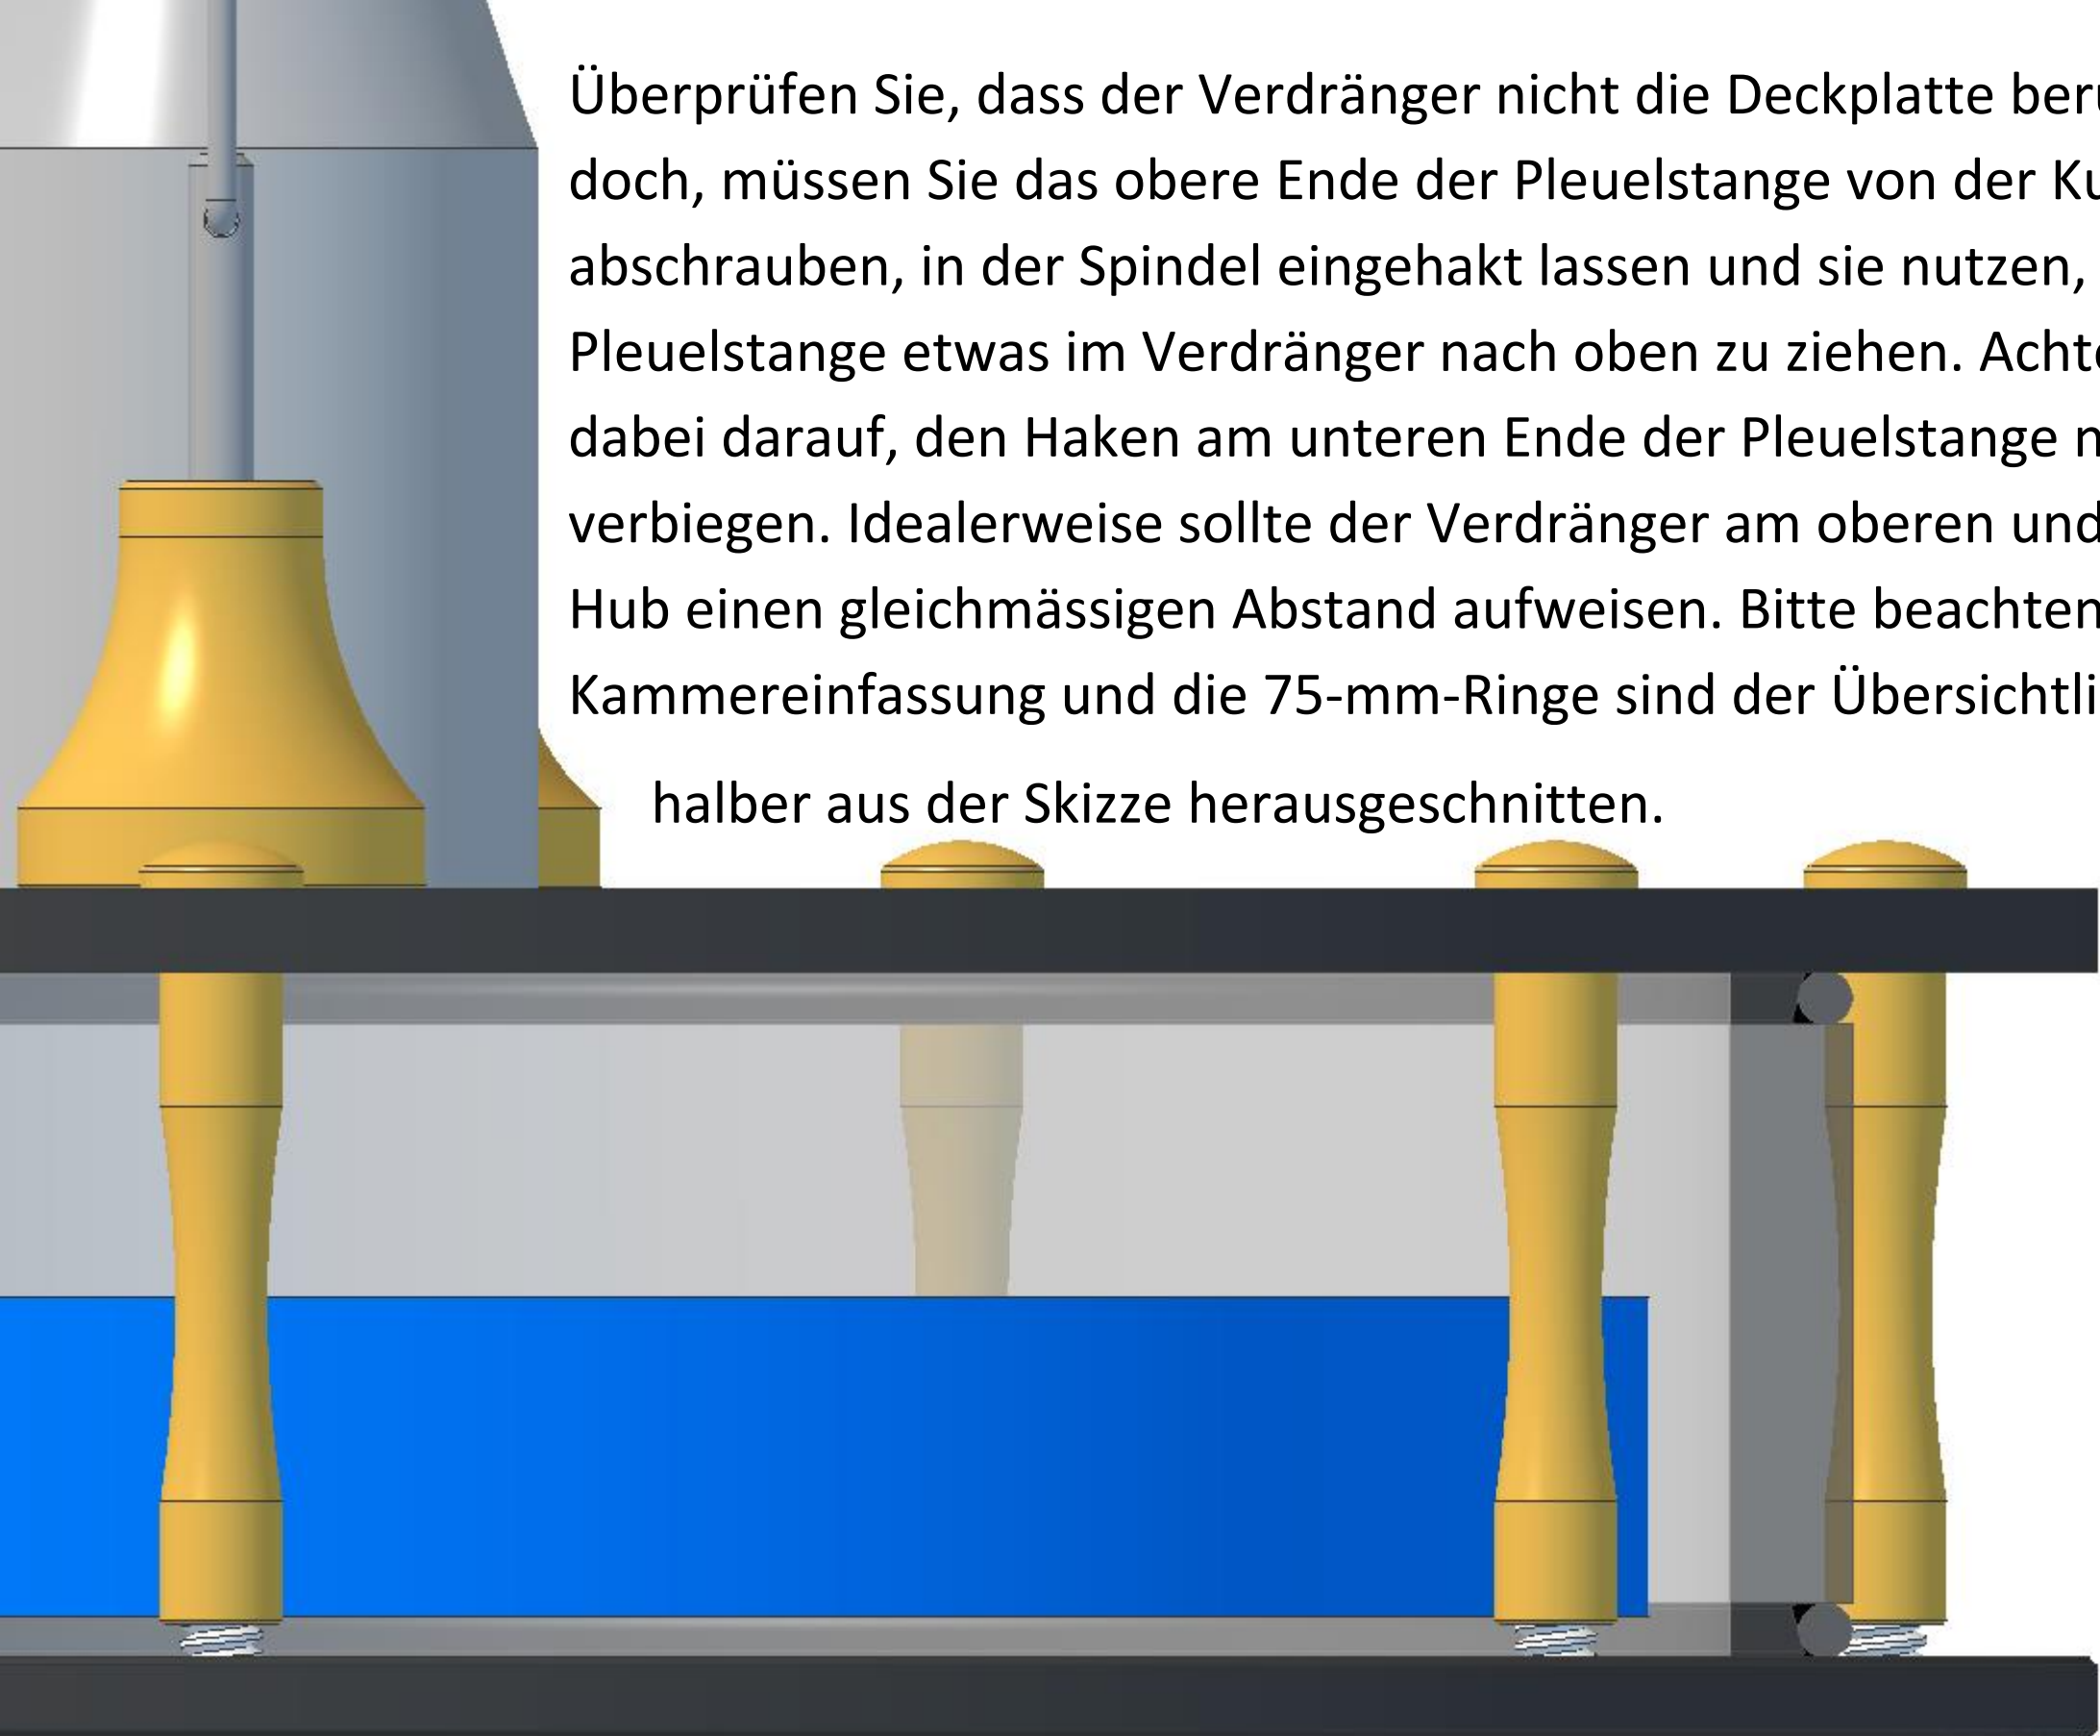 Überprüfen Sie, dass der Verdränger nicht die Deckplatte
doch, müssen Sie das obere Ende der Pleuelstange von der
abschrauben, in der Spindel eingehakt lassen und sie nutzen,
Pleuelstange etwas im Verdränger nach oben zu ziehen.
dabei darauf, den Haken am unteren Ende der Pleuelstange
verbiegen. Idealerweise sollte der Verdränger am oberen und
Hub einen gleichmässigen Abstand aufweisen. Bitte beachten
Kammereinfassung und die 75-mm-Ringe sind der
halber aus der Skizze herausgeschnitten.